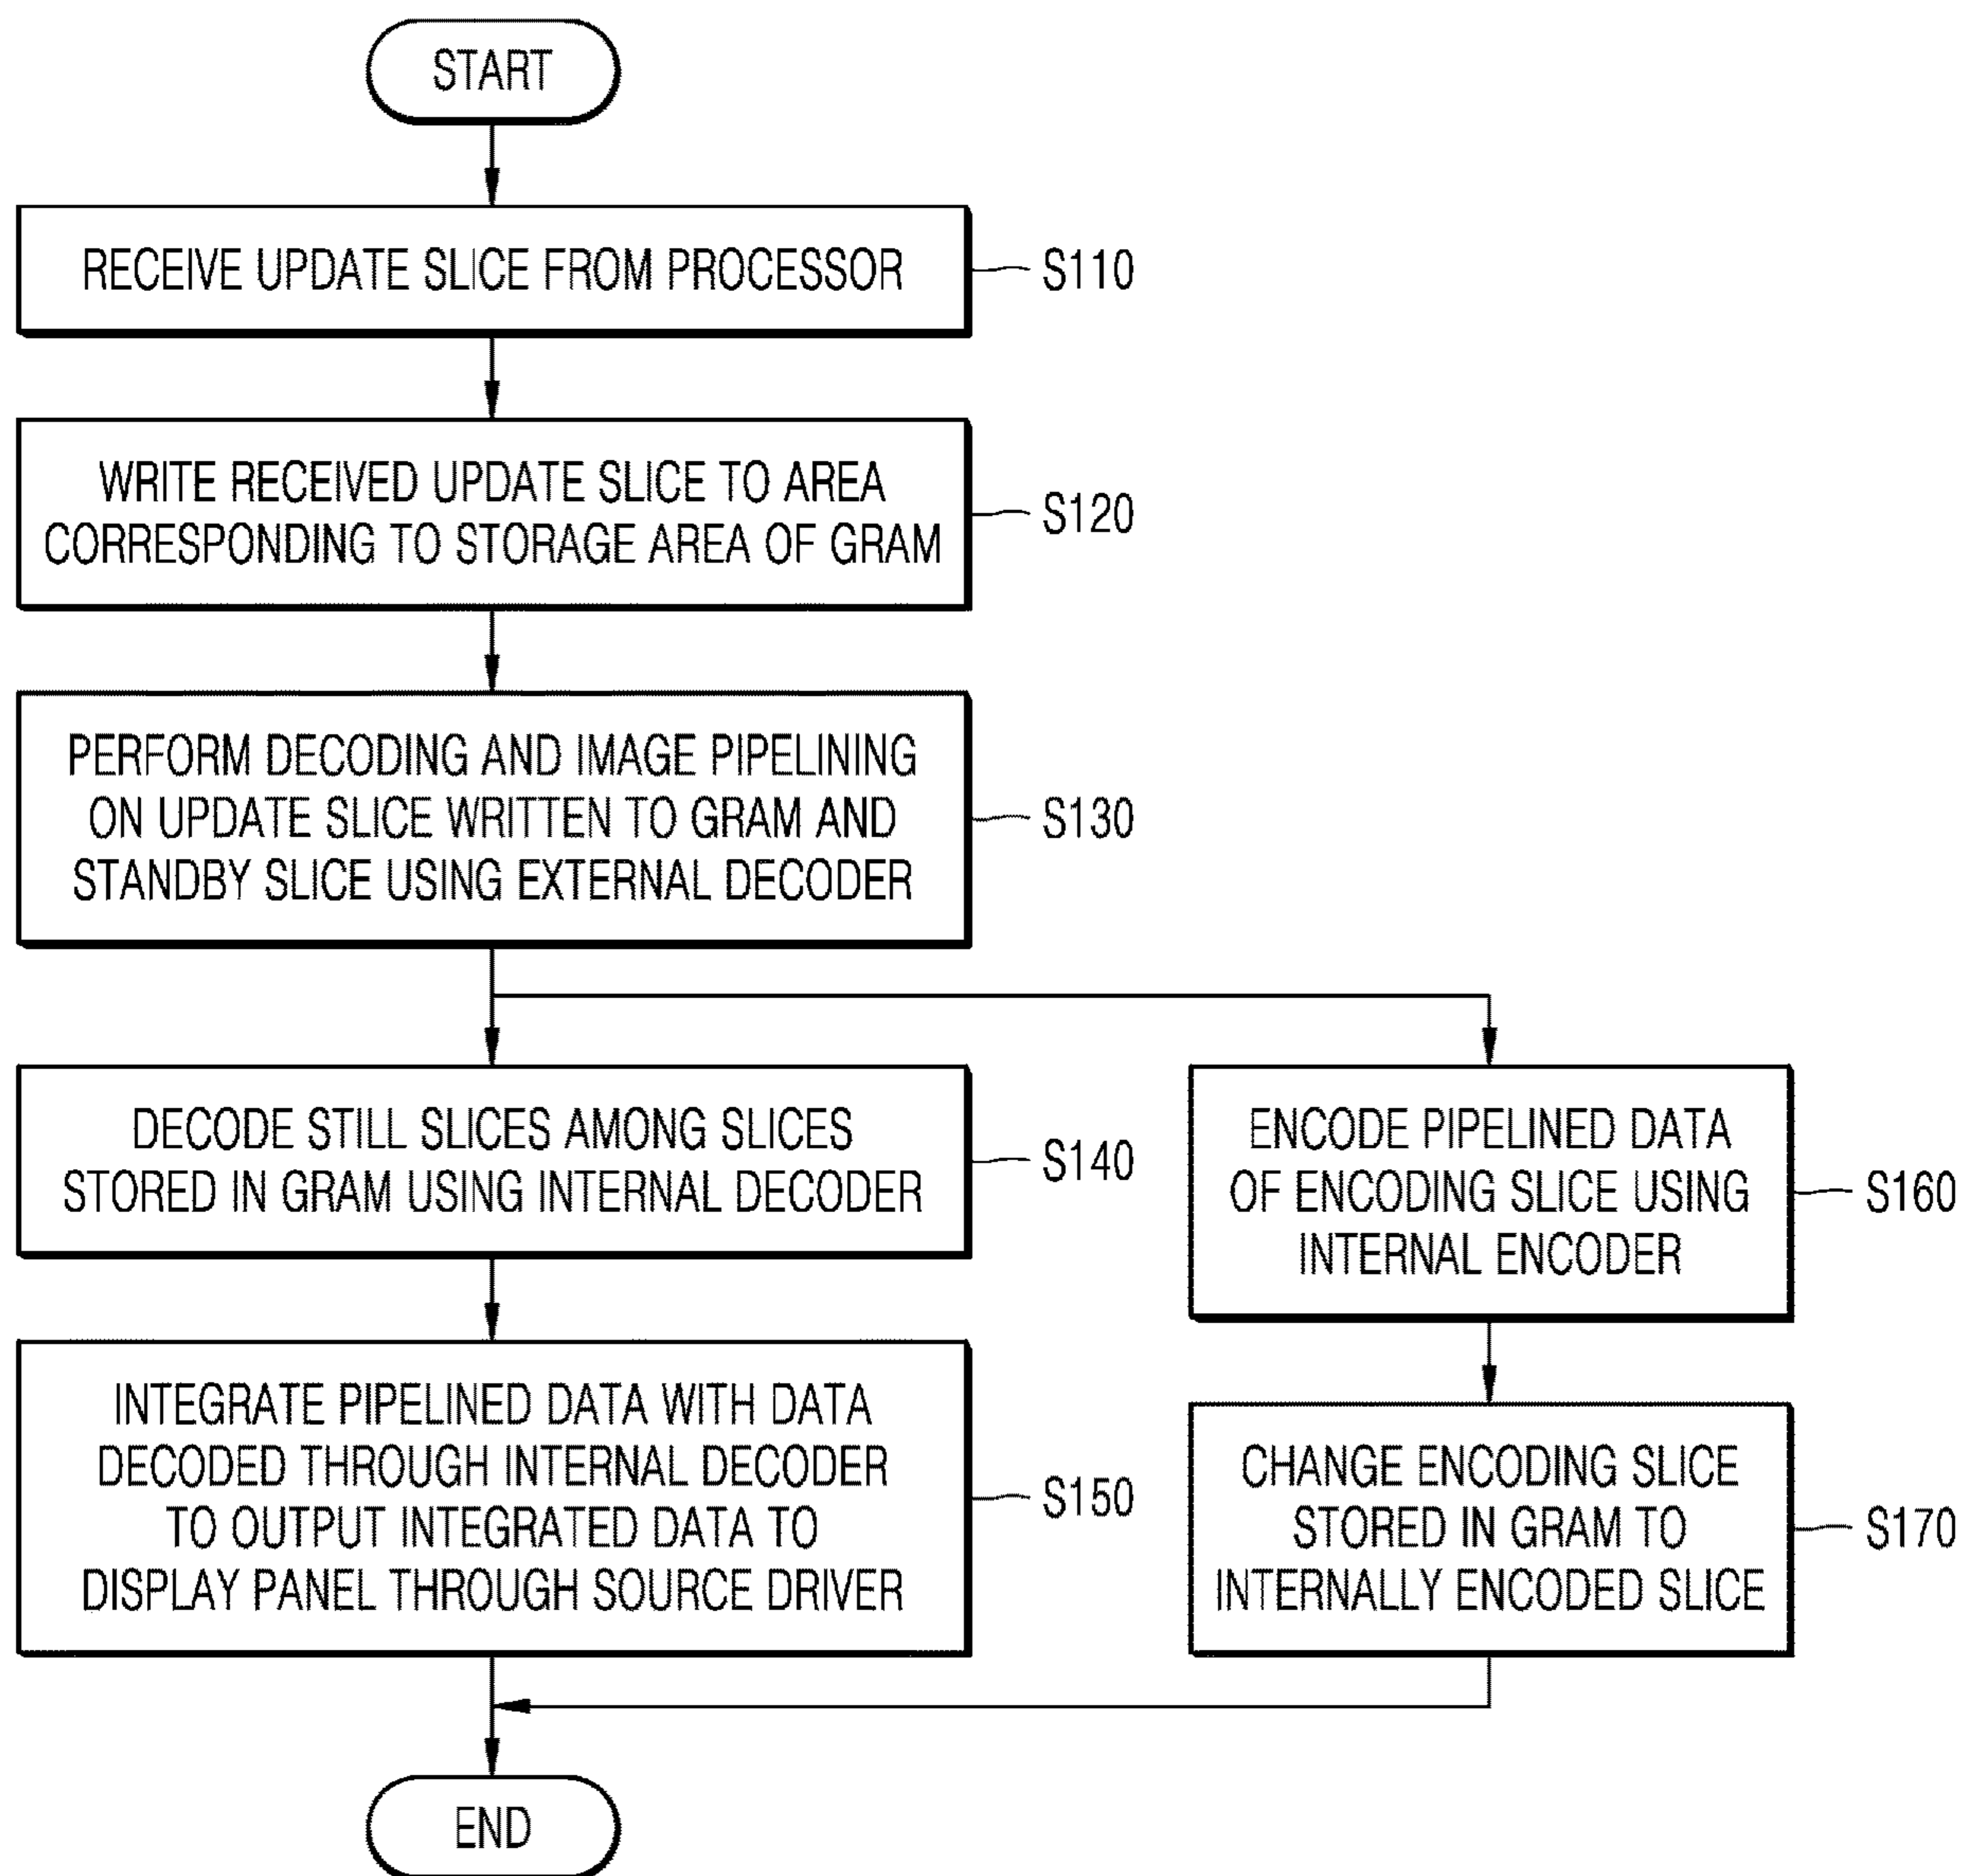 START
RECEIVE UPDATE SLICE FROM PROCESSOR
S110
WRITE RECEIVED UPDATE SLICE TO AREA
CORRESPONDING TO STORAGE AREA OF GRAM
S120
PERFORM DECODING AND IMAGE PIPELINING
ON UPDATE SLICE WRITTEN TO GRAM AND
STANDBY SLICE USING EXTERNAL DECODER
S130
DECODE STILL SLICES AMONG SLICES
STORED IN GRAM USING INTERNAL DECODER
S140
INTEGRATE PIPELINED DATA WITH DATA
DECODED THROUGH INTERNAL DECODER
TO OUTPUT INTEGRATED DATA TO
DISPLAY PANEL THROUGH SOURCE DRIVER
S150
ENCODE PIPELINED DATA
OF ENCODING SLICE USING
INTERNAL ENCODER
S160
CHANGE ENCODING SLICE
STORED IN GRAM TO
INTERNALLY ENCODED SLICE
S170
END